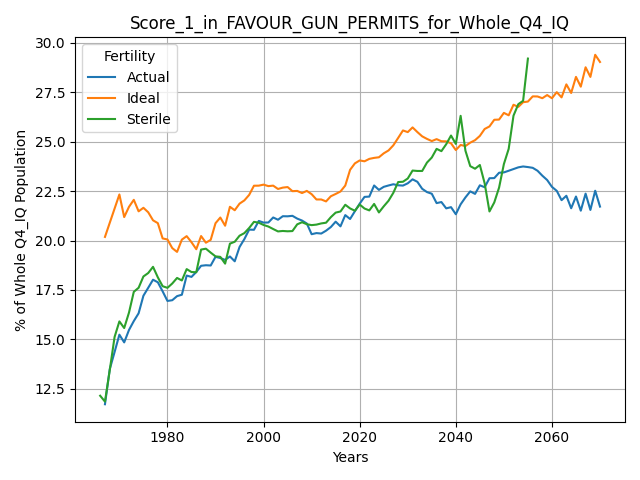 Score_1_in_FAVOUR_GUN_PERMITS_for_Whole_Q4_IQ
Fertility
Actual
Ideal
Sterile
% of Whole Q4_IQ Population
30.0
27.5
25.0
22.5
20.0
17.5
15.0
12.5
1980 2000 2020 2040 2060
Years